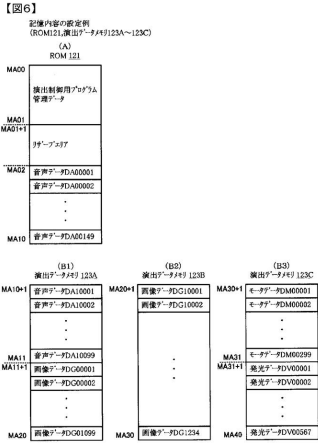 【図6】
記憶内容の設定例
(ROM121,演出データメモリ123A～123C)
(A)
ROM 121
MA00
演出制御用プログラム
管理データ
MA01
MA01+1
リザーブエリア
MA02
音声データDA00001
音声データDA00002
MA10
音声データDA00149
(B1)
演出データメモリ 123A
MA10+1
音声データDA10001
音声データDA10002
MA11
音声データDA10099
MA11+1
画像データDG00001
画像データDG00002
MA20
画像データDG01099
(B2)
演出データメモリ 123B
MA20+1
画像データDG10001
画像データDG10002
MA30
画像データDG1234
(B3)
演出データメモリ 123C
MA30+1
モータデータDM00001
モータデータDM00002
MA31
モータデータDM00299
MA31+1
発光データDV00001
発光データDV00002
MA40
発光データDV00567